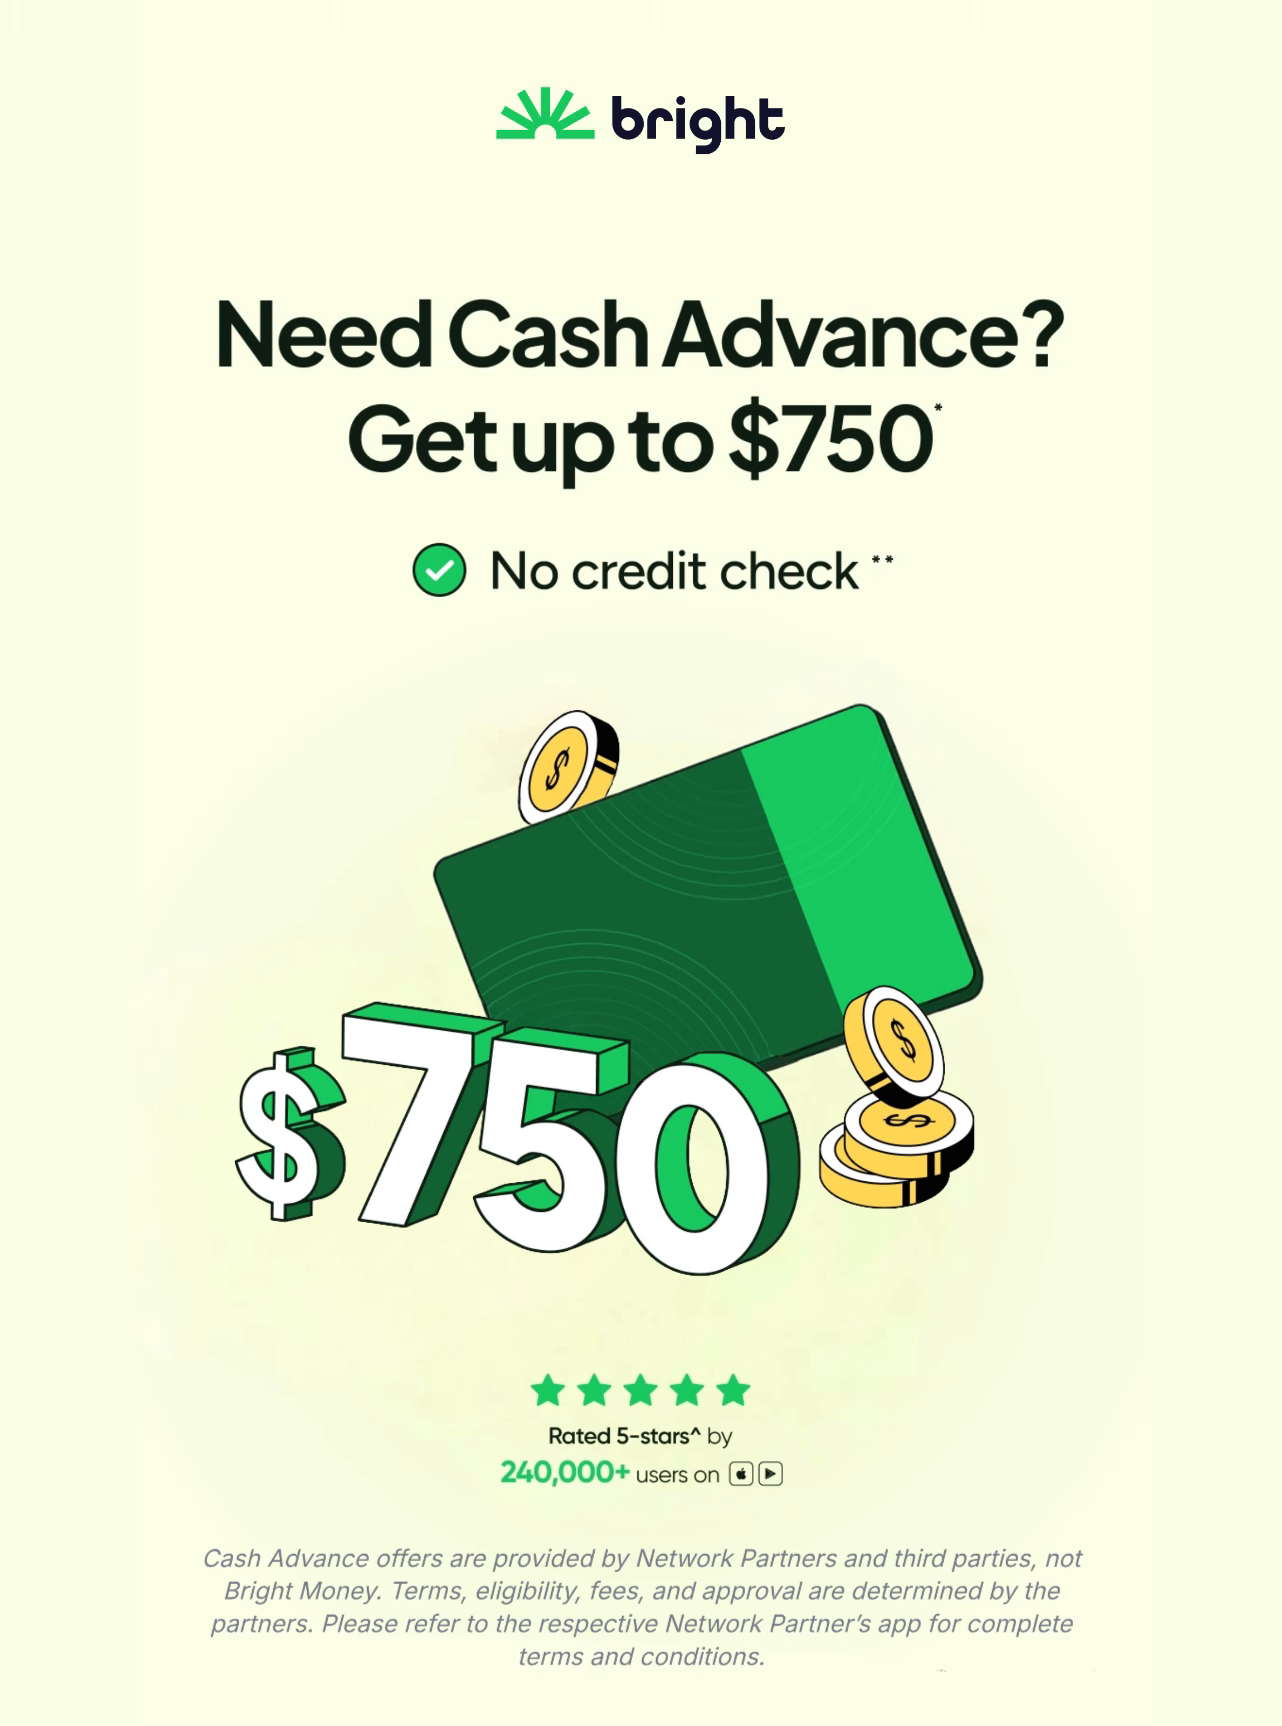 bright
Need Cash Advance?
Get up to $750*
No credit check **
$
$750
$
$
Rated 5-stars^ by
240,000+ users on
Cash Advance offers are provided by Network Partners and third parties, not
Bright Money. Terms, eligibility, fees, and approval are determined by the
partners. Please refer to the respective Network Partner’s app for complete
terms and conditions.